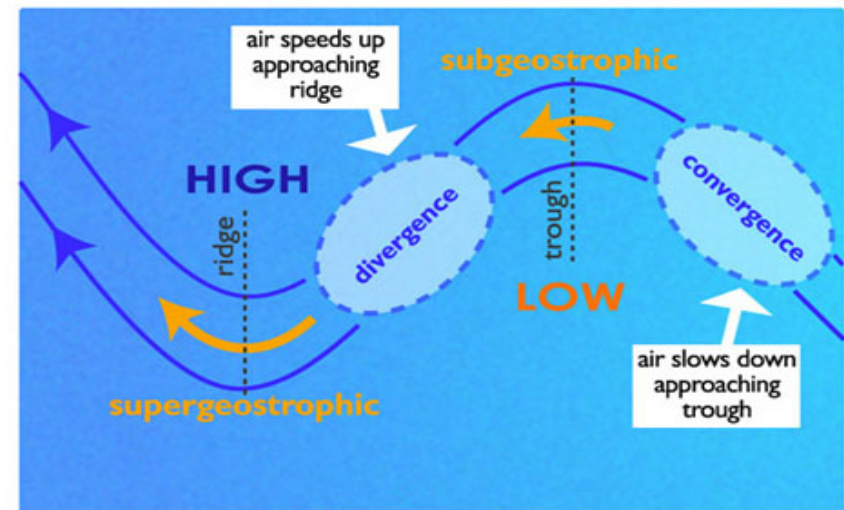 air speeds up
approaching
ridge
subgeostrophic
HIGH
ridge
divergence
trough
convergence
LOW
supergeostrophic
air slows down
approaching
trough